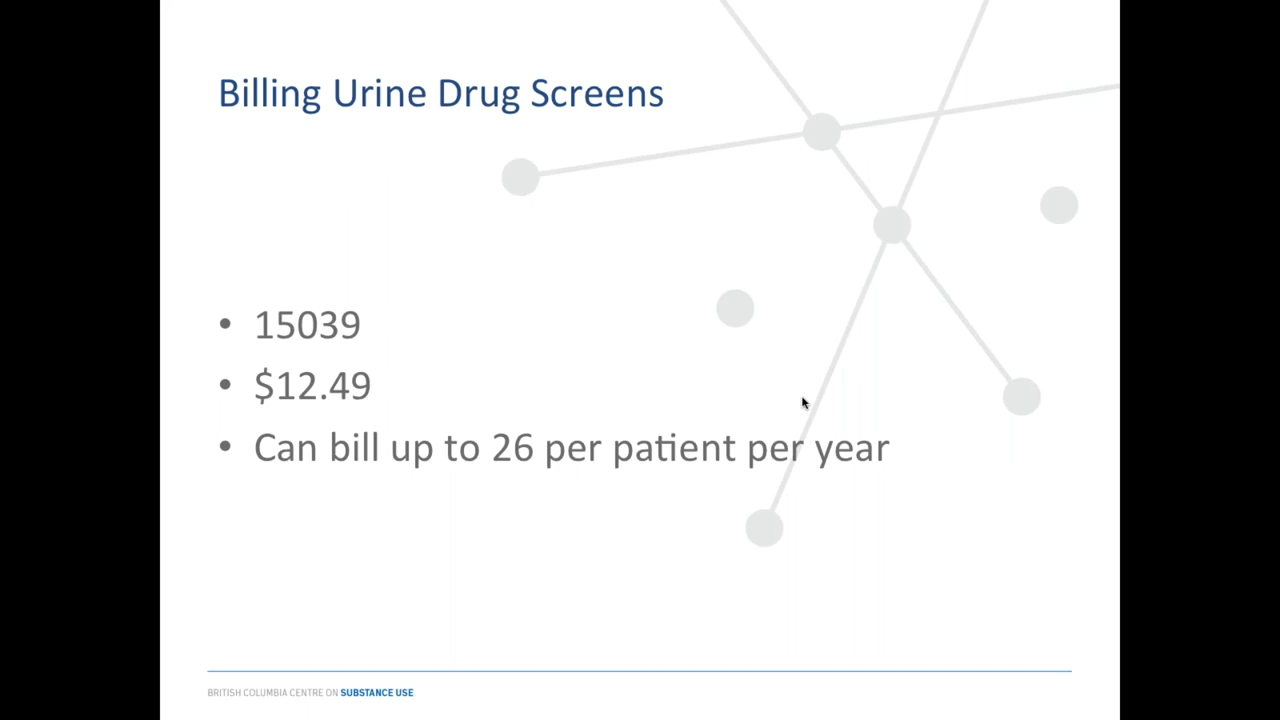 Billing Urine Drug Screens
• 15039
• $12.49
• Can bill up to 26 per patient per year
BRITISH COLUMBIA CENTRE ON SUBSTANCE USE